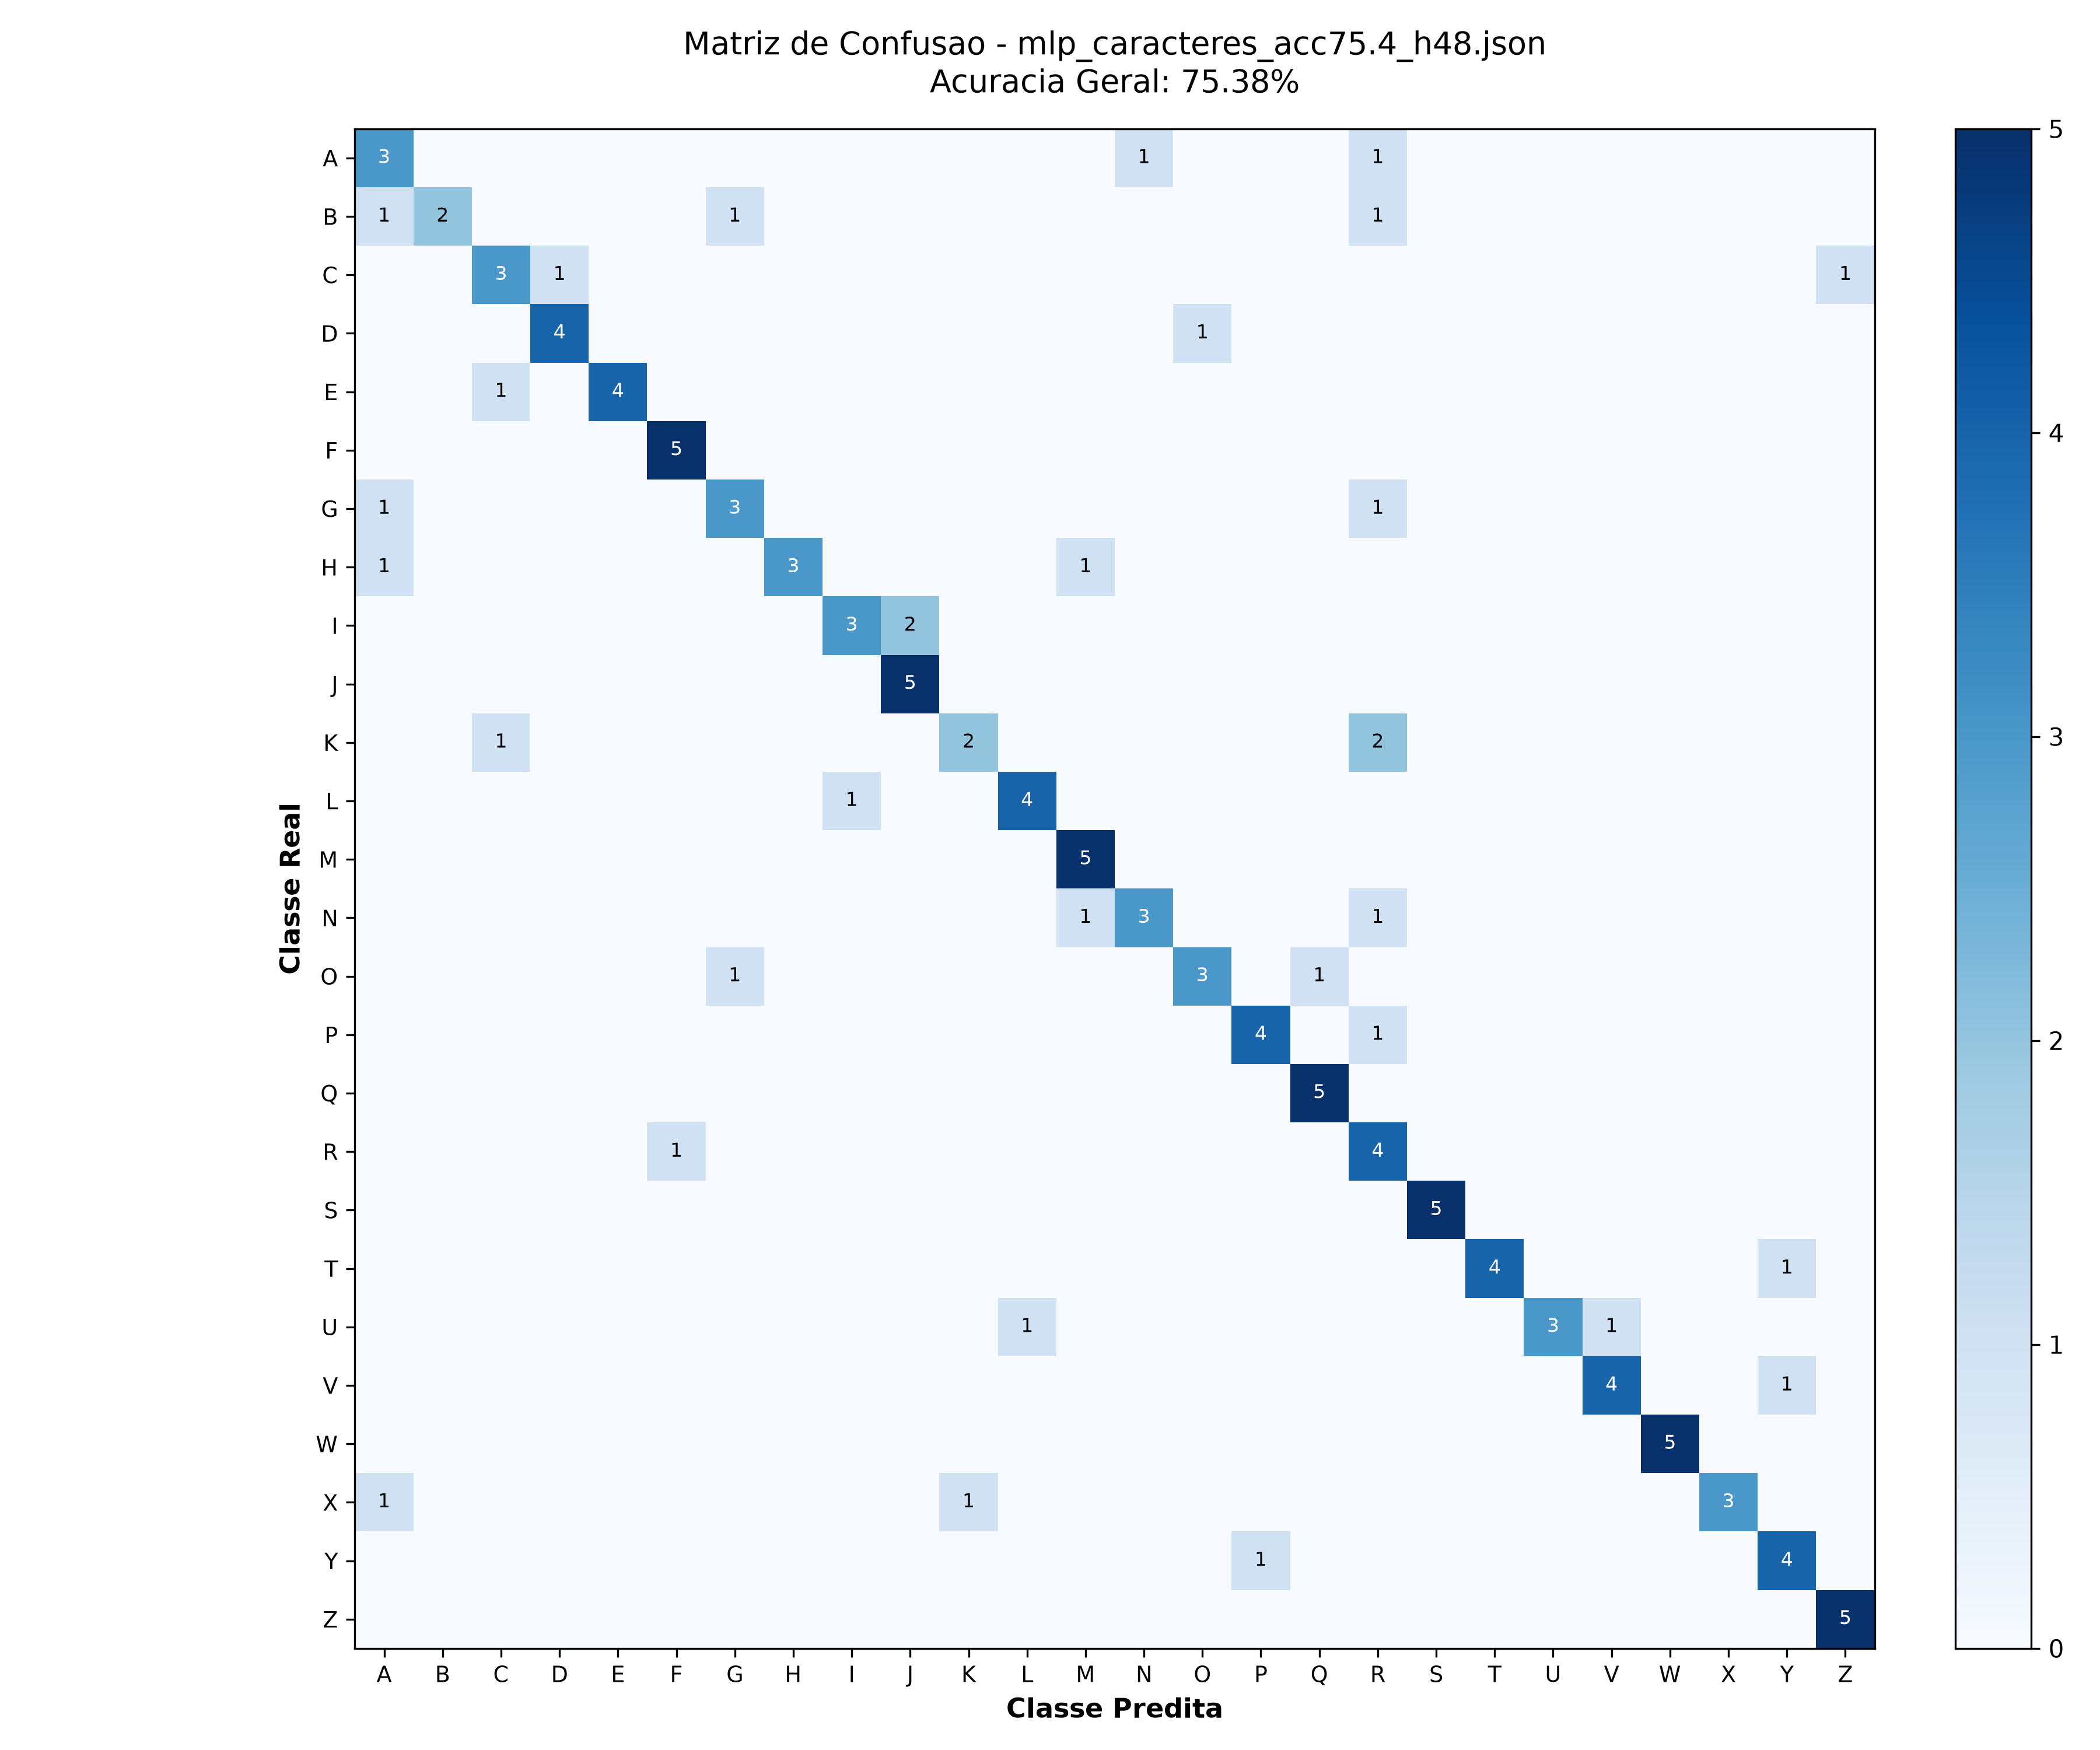 Matriz de Confusao - mlp_caracteres_acc75.4_h48.json
Acuracia Geral: 75.38%
A 3 1 1
B 1 2 1 1
C 3 1 1
D 4 1
E 1 4
F 5
G 1 3 1
H 1 3 1
I 3 2
J 5
K 1 2 2
L 1 4
M 5
N 1 3 1
O 1 3 1
P 4 1
Q 5
R 1 4
S 5
T 4 1
U 1 3 1
V 4 1
W 5
X 1 1 3
Y 1 4
Z 5
A B C D E F G H I J K L M N O P Q R S T U V W X Y Z
Classe Predita
Classe Real
5
4
3
2
1
0